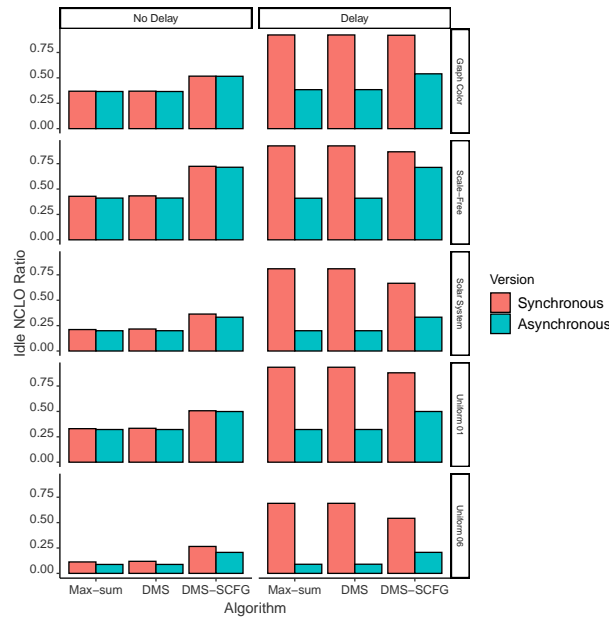 No Delay
Delay
0.75
0.50
0.25
0.00
Graph Color
0.75
0.50
0.25
0.00
Scale−Free
0.75
0.50
0.25
0.00
Solar System
0.75
0.50
0.25
0.00
Uniform 01
0.75
0.50
0.25
0.00
Uniform 06
Idle NCLO Ratio
Max−sum DMS DMS−SCFG Max−sum DMS DMS−SCFG
Algorithm
Version
Synchronous
Asynchronous